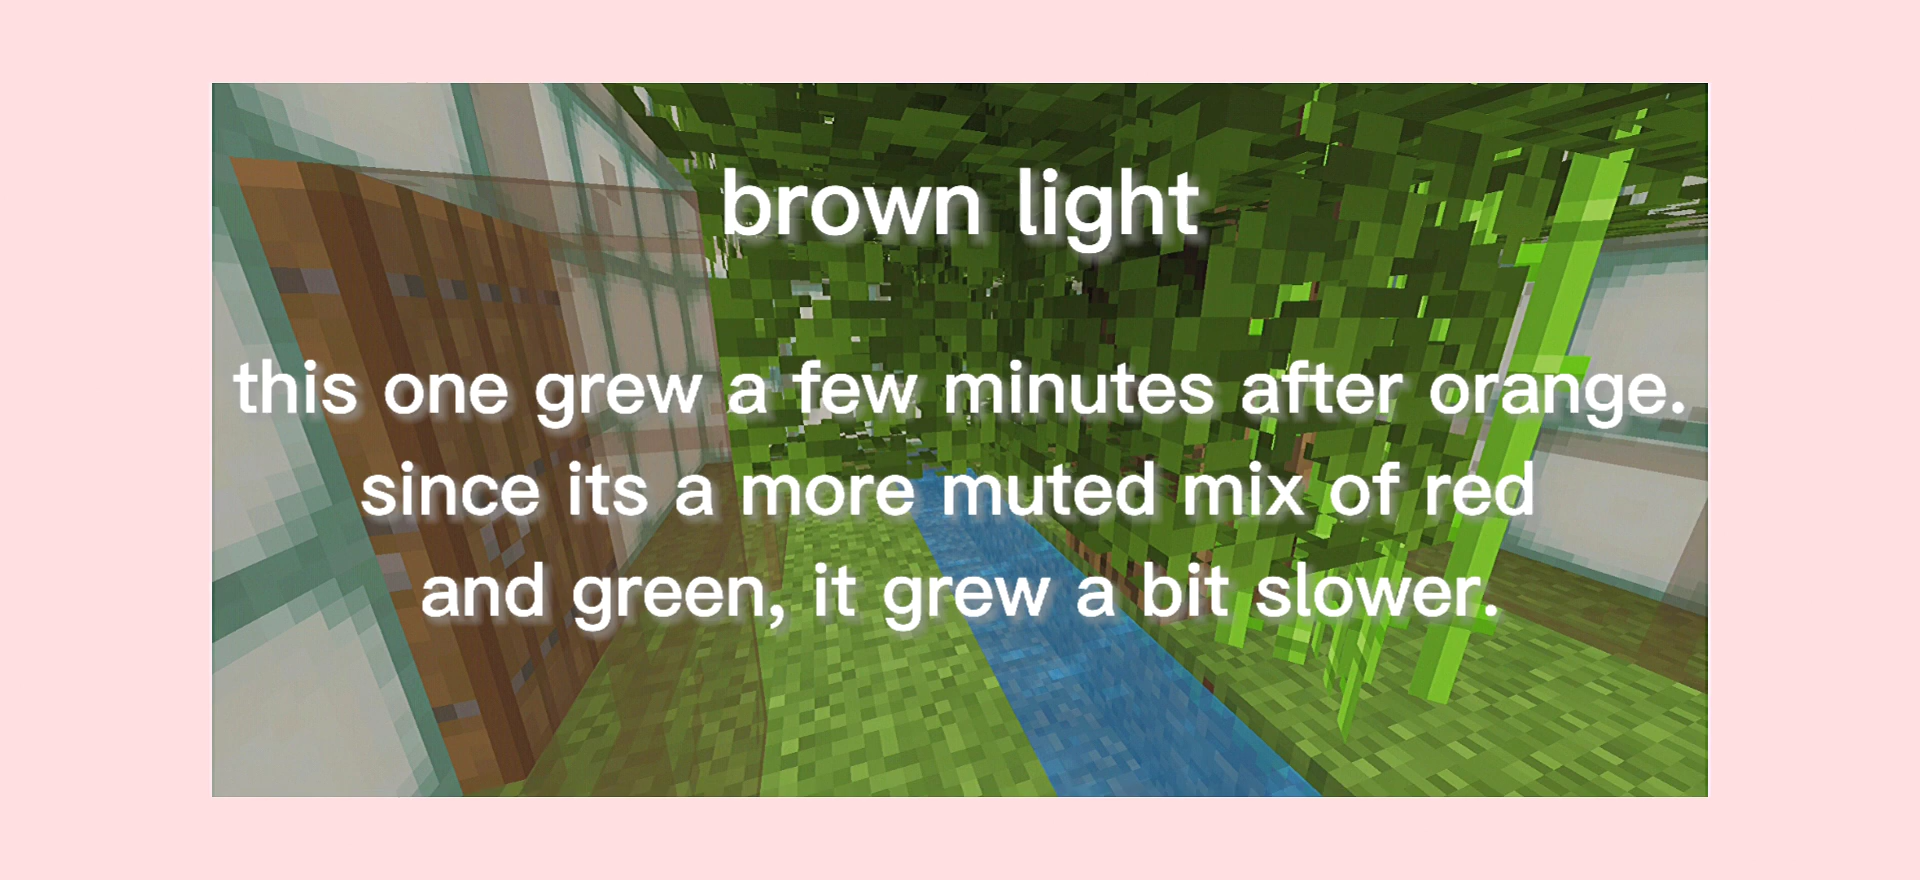 brown light
this one grew a few minutes after orange.
since its a more muted mix of red
and green, it grew a bit slower.